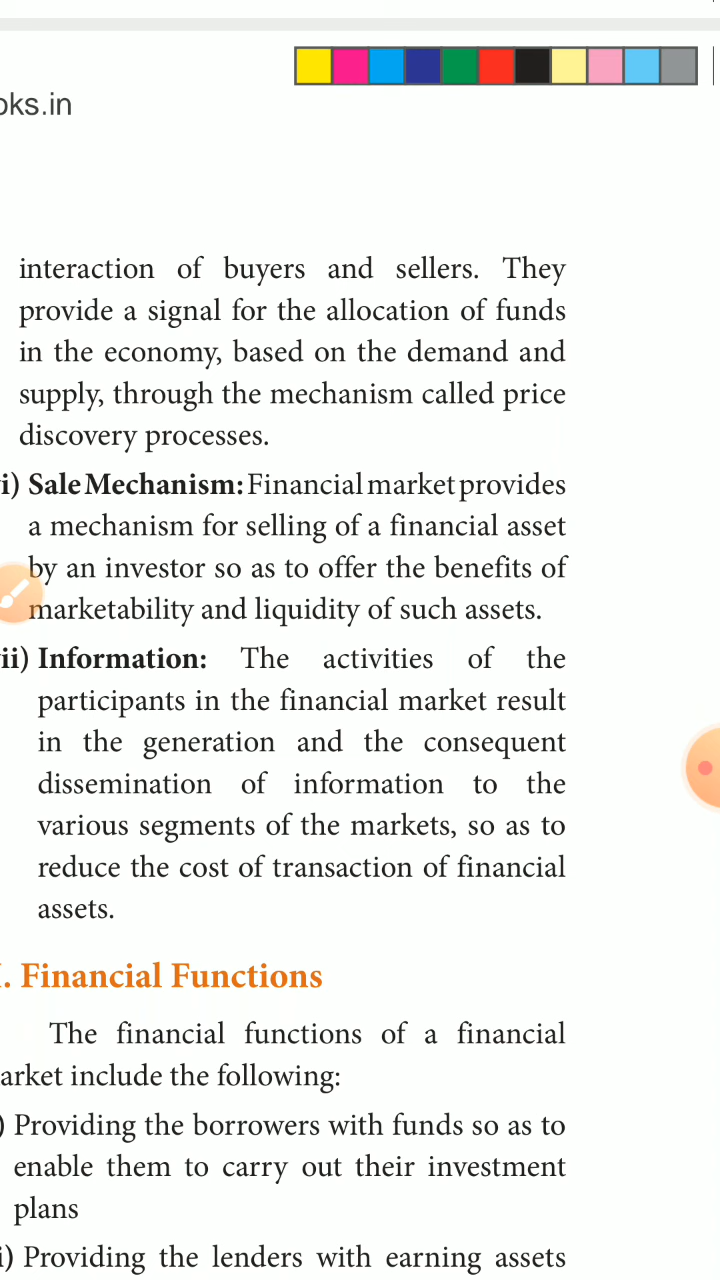 oks.in
interaction of buyers and sellers. They
provide a signal for the allocation of funds
in the economy, based on the demand and
supply, through the mechanism called price
discovery processes.
i) Sale Mechanism: Financial market provides
a mechanism for selling of a financial asset
by an investor so as to offer the benefits of
marketability and liquidity of such assets.
ii) Information: The activities of the
participants in the financial market result
in the generation and the consequent
dissemination of information to the
various segments of the markets, so as to
reduce the cost of transaction of financial
assets.
. Financial Functions
The financial functions of a financial
arket include the following:
) Providing the borrowers with funds so as to
enable them to carry out their investment
plans
i) Providing the lenders with earning assets